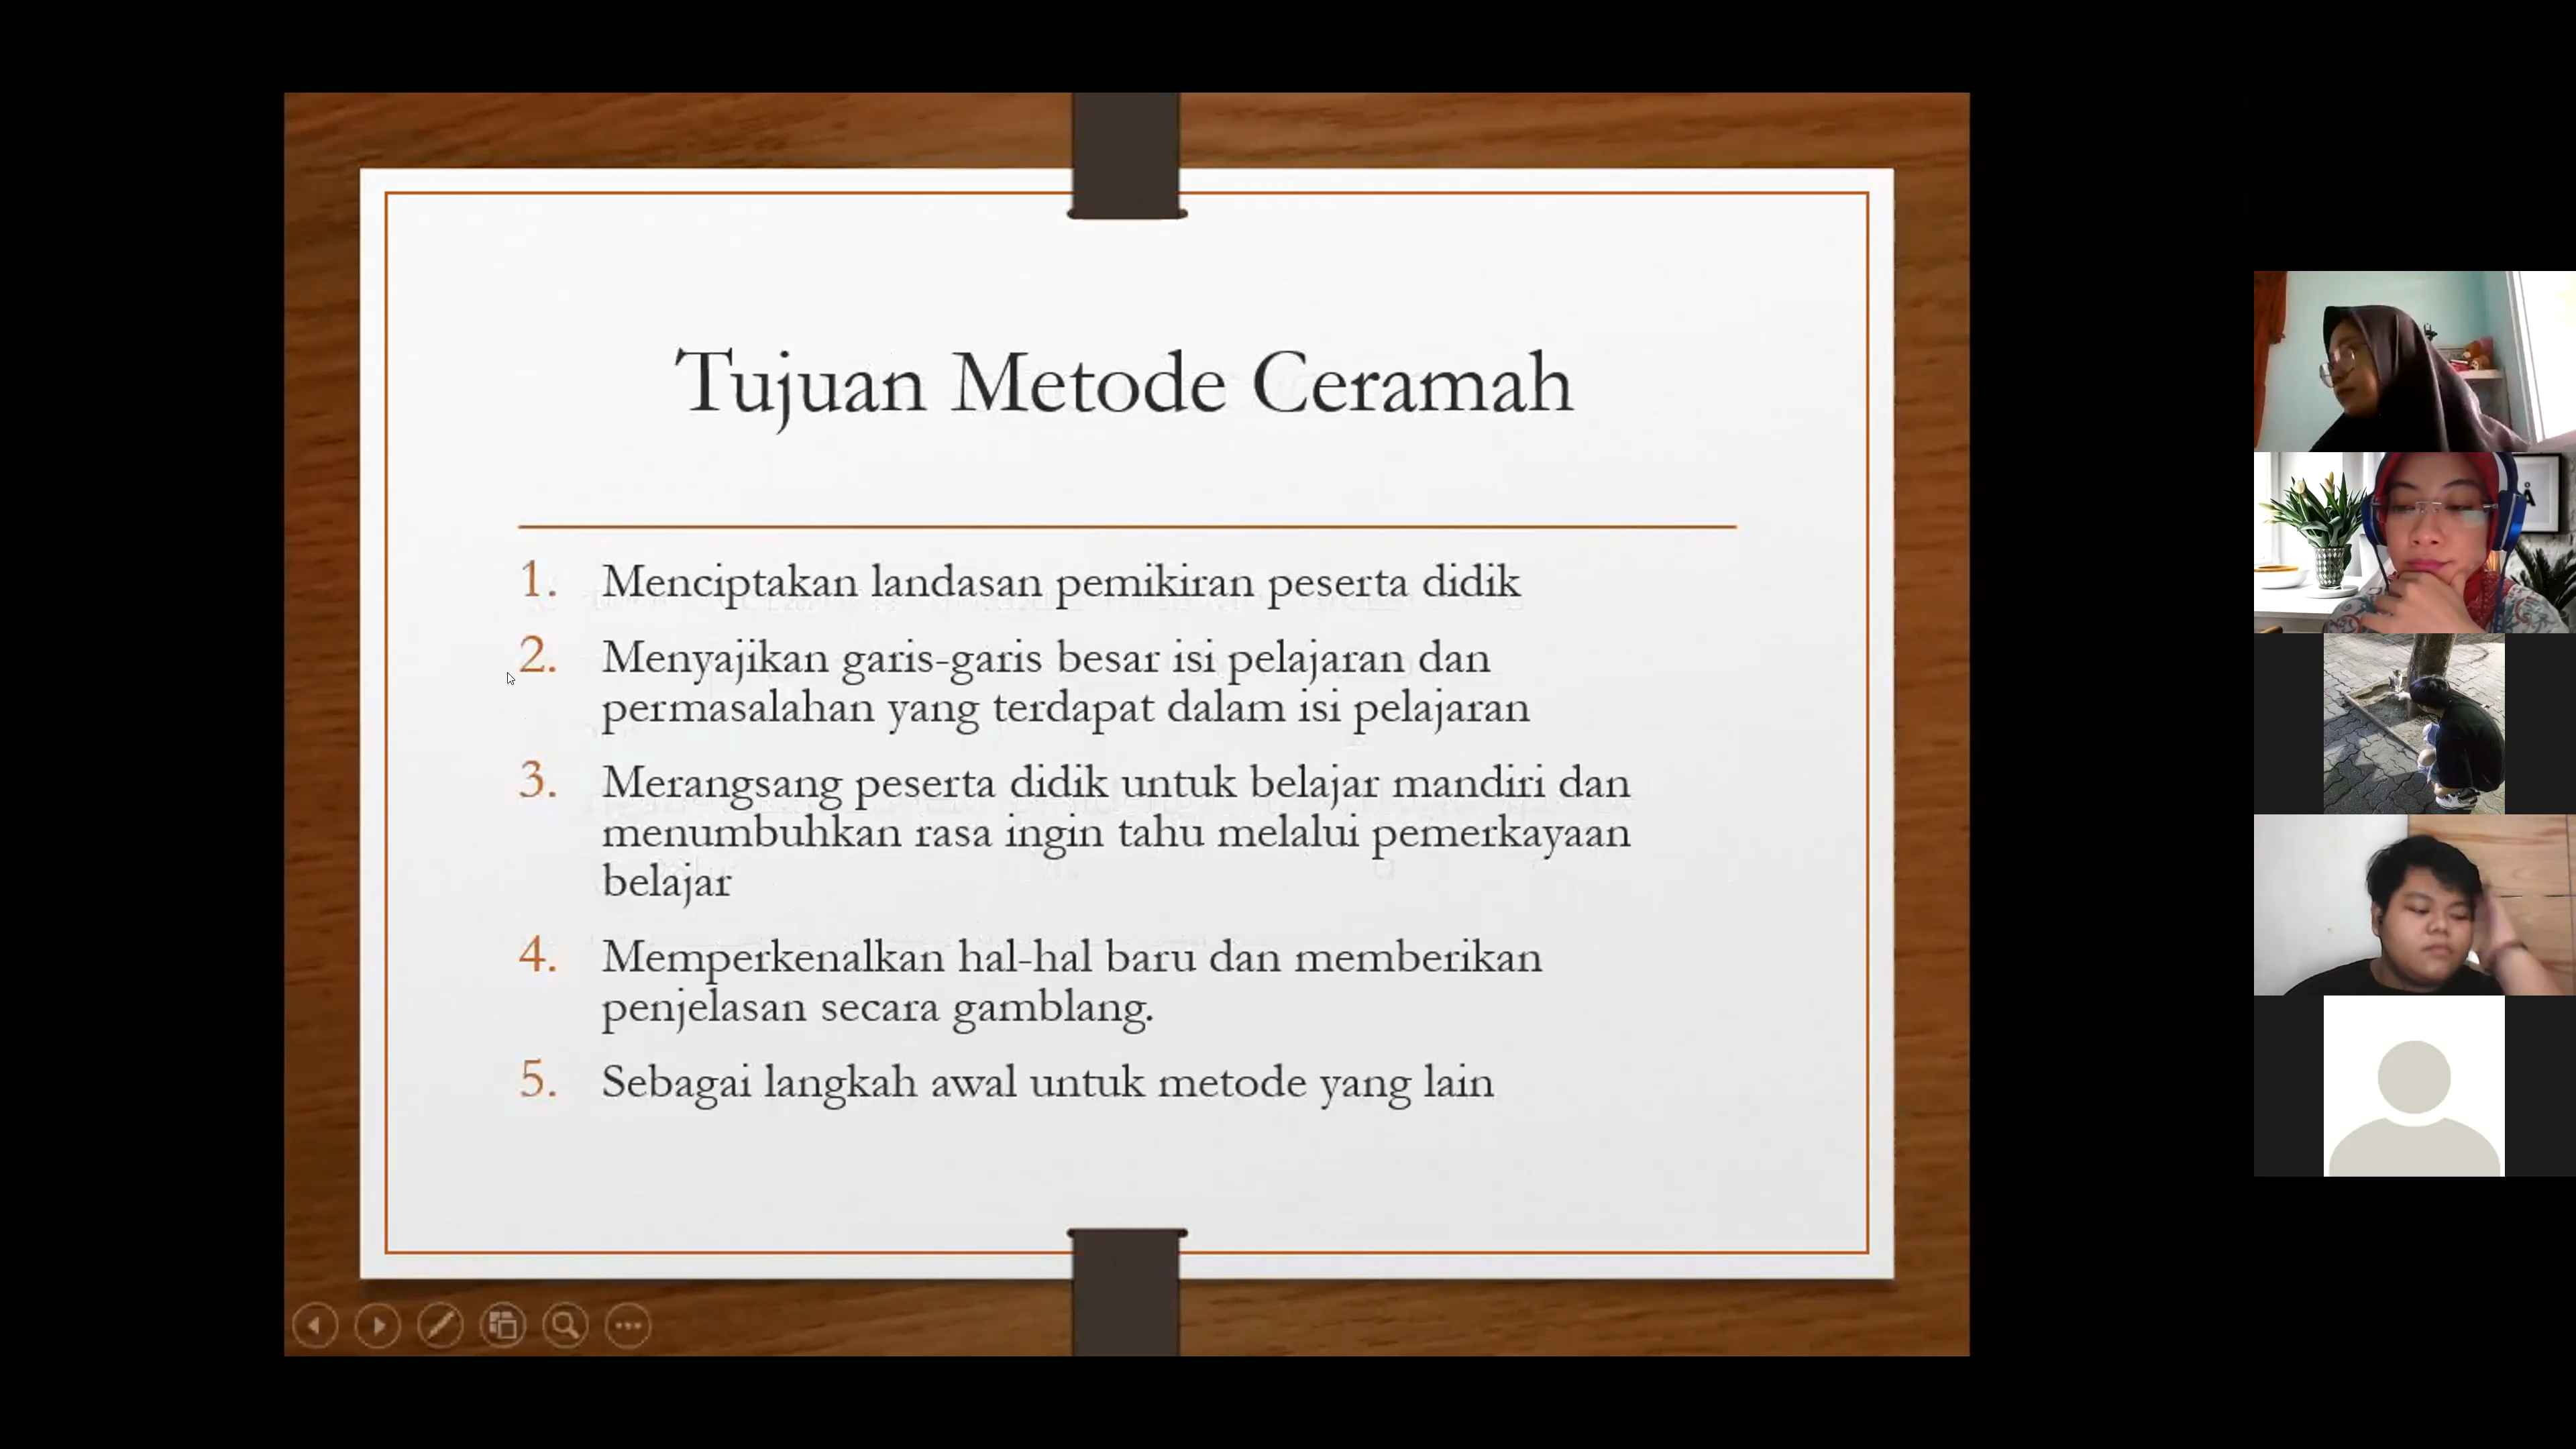 Tujuan Metode Ceramah
1. Menciptakan landasan pemikiran peserta didik
2. Menyajikan garis-garis besar isi pelajaran dan
permasalahan yang terdapat dalam isi pelajaran
3. Merangsang peserta didik untuk belajar mandiri dan
menumbuhkan rasa ingin tahu melalui pemerkayaan
belajar
4. Memperkenalkan hal-hal baru dan memberikan
penjelasan secara gamblang.
5. Sebagai langkah awal untuk metode yang lain